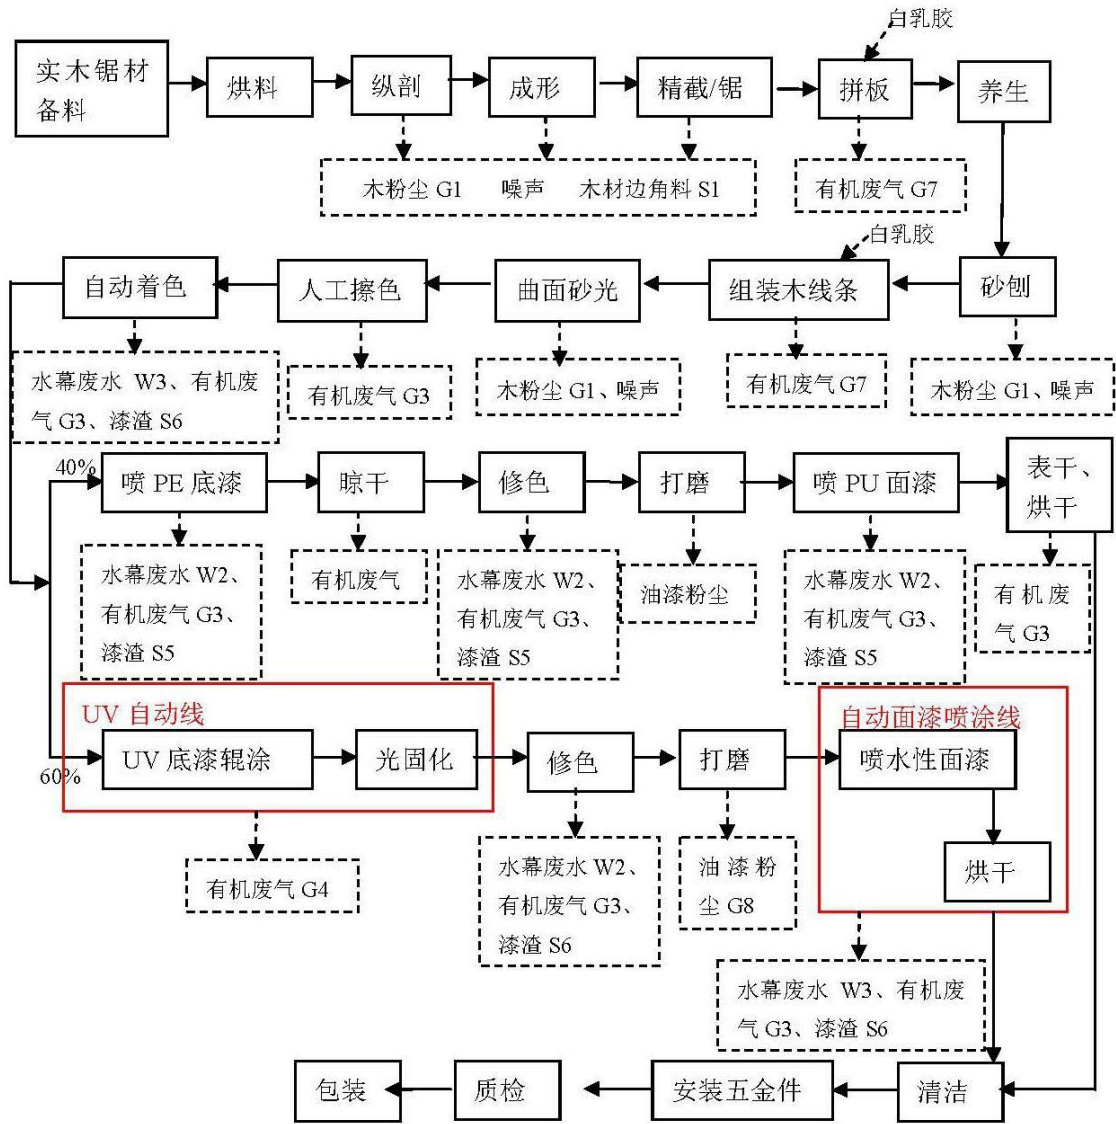 白乳胶
实木锯材
备料
烘料
纵剖
成形
精截/锯
拼板
养生
木粉尘 G1 噪声 木材边角料 S1
有机废气 G7
白乳胶
自动着色
人工擦色
曲面砂光
组装木线条
砂刨
水幕废水 W3、有机废
气 G3、漆渣 S6
有机废气 G3
木粉尘 G1、噪声
有机废气 G7
木粉尘 G1、噪声
40%
喷 PE 底漆
晾干
修色
打磨
喷 PU 面漆
表干、
烘干
水幕废水 W2、
有机废气 G3、
漆渣 S5
有机废气
水幕废水 W2、
有机废气 G3、
漆渣 S5
油漆粉尘
水幕废水 W2、
有机废气 G3、
漆渣 S5
有机废
气 G3
UV 自动线
自动面漆喷涂线
60%
UV 底漆辊涂
光固化
修色
打磨
喷水性面漆
烘干
有机废气 G4
水幕废水 W2、
有机废气 G3、
漆渣 S6
油漆粉
尘 G8
水幕废水 W3、有机废
气 G3、漆渣 S6
包装
质检
安装五金件
清洁